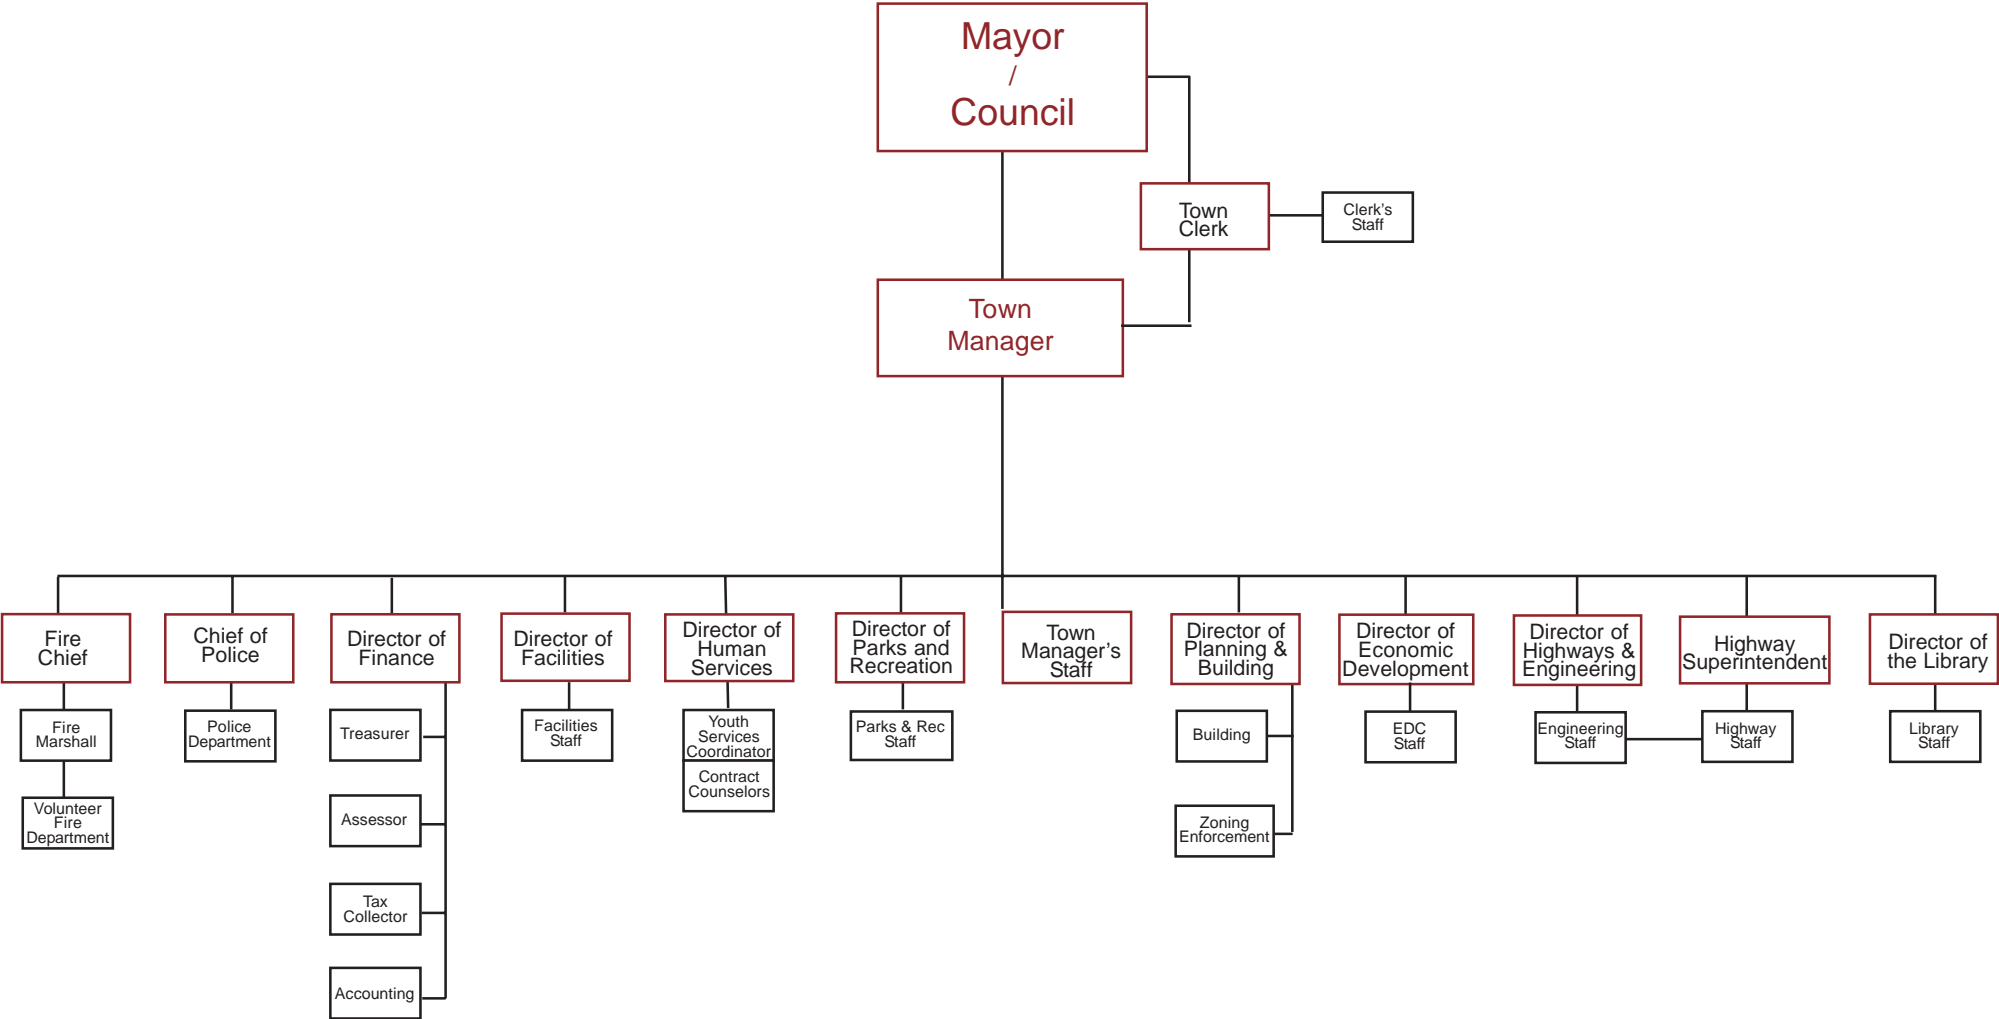 Mayor
/
Council
Town
Clerk
Clerk's
Staff
Town
Manager
Fire
Chief
Chief of
Police
Director of
Finance
Director of
Facilities
Director of
Human
Services
Director of
Parks and
Recreation
Town
Manager's
Staff
Director of
Planning &
Building
Director of
Economic
Development
Director of
Highways &
Engineering
Highway
Superintendent
Director of
the Library
Fire
Marshall
Police
Department
Treasurer
Facilities
Staff
Youth
Services
Coordinator
Contract
Counselors
Parks & Rec
Staff
Building
EDC
Staff
Engineering
Staff
Highway
Staff
Library
Staff
Volunteer
Fire
Department
Assessor
Zoning
Enforcement
Tax
Collector
Accounting